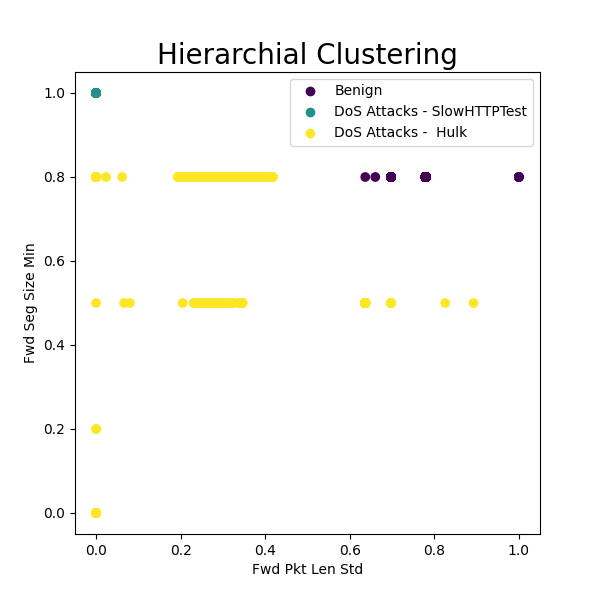 Hierarchial Clustering
Benign
DoS Attacks - SlowHTTPTest
DoS Attacks -  Hulk
1.0
0.8
0.6
0.4
0.2
0.0
Fwd Seg Size Min
0.0 0.2 0.4 0.6 0.8 1.0
Fwd Pkt Len Std